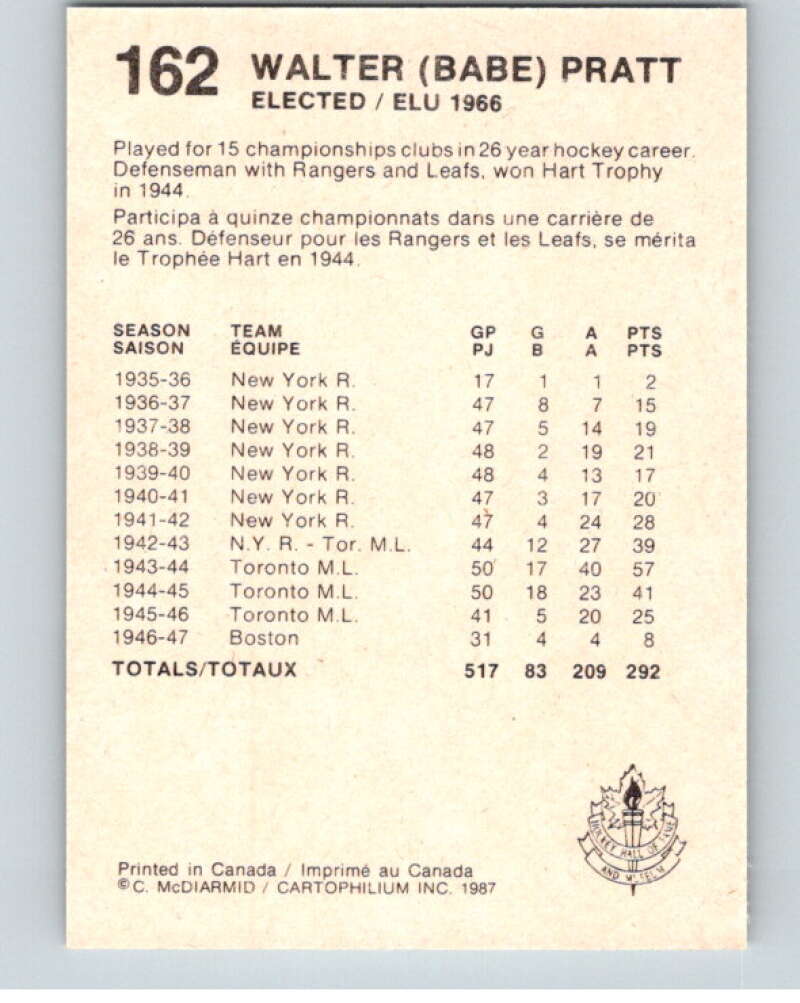 162 WALTER (BABE) PRATT
ELECTED / ELU 1966
Played for 15 championships clubs in 26 year hockey career.
Defenseman with Rangers and Leafs, won Hart Trophy
in 1944.
Participa à quinze championnats dans une carrière de
26 ans. Défenseur pour les Rangers et les Leafs, se mérita
le Trophée Hart en 1944.
SEASON TEAM GP G A PTS
SAISON ÉQUIPE PJ B A PTS
1935-36 New York R. 17 1 1 2
1936-37 New York R. 47 8 7 15
1937-38 New York R. 47 5 14 19
1938-39 New York R. 48 2 19 21
1939-40 New York R. 48 4 13 17
1940-41 New York R. 47 3 17 20
1941-42 New York R. 47 4 24 28
1942-43 N.Y. R. - Tor. M.L. 44 12 27 39
1943-44 Toronto M.L. 50 17 40 57
1944-45 Toronto M.L. 50 18 23 41
1945-46 Toronto M.L. 41 5 20 25
1946-47 Boston 31 4 4 8
TOTALS/TOTAUX 517 83 209 292
HOCKEY HALL OF FAME
AND MUSEUM
Printed in Canada / Imprimé au Canada
©C. McDIARMID / CARTOPHILIUM INC. 1987